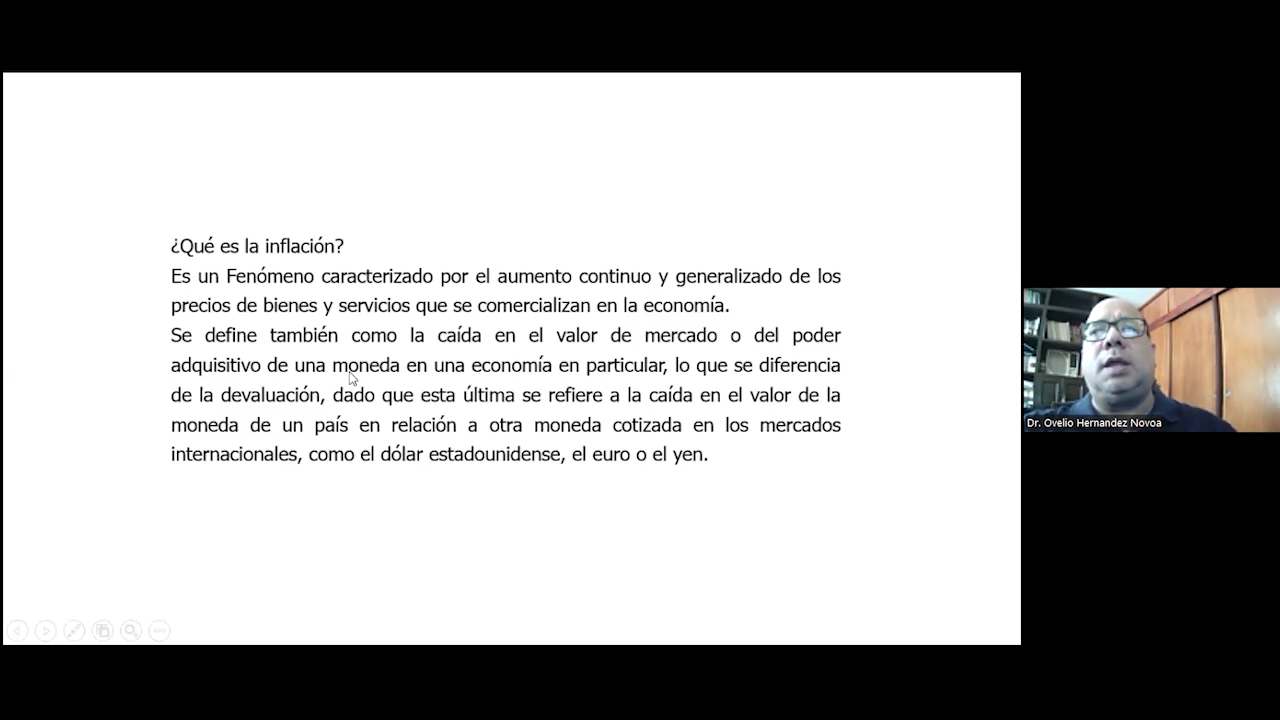 ¿Qué es la inflación?
Es un Fenómeno caracterizado por el aumento continuo y generalizado de los
precios de bienes y servicios que se comercializan en la economía.
Se define también como la caída en el valor de mercado o del poder
adquisitivo de una moneda en una economía en particular, lo que se diferencia
de la devaluación, dado que esta última se refiere a la caída en el valor de la
moneda de un país en relación a otra moneda cotizada en los mercados
internacionales, como el dólar estadounidense, el euro o el yen.
Dr. Ovelio Hernandez Novoa